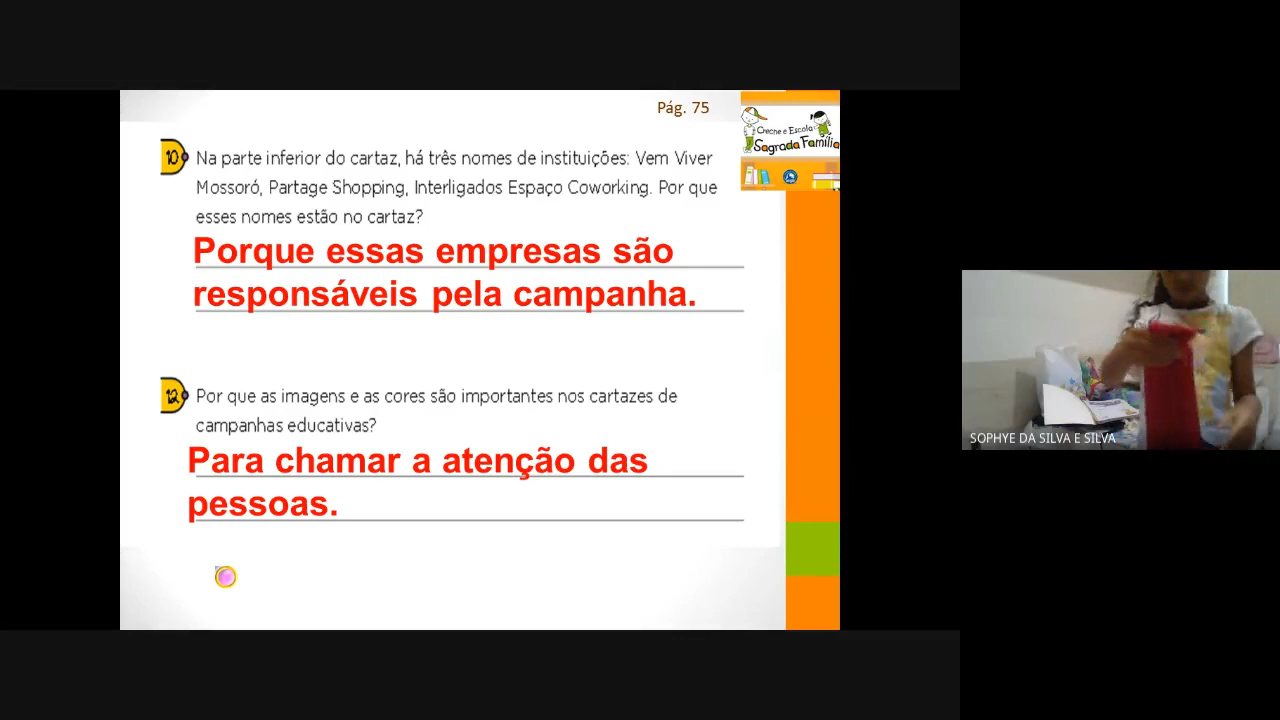 Pág. 75
Creche e Escola
Sagrada Família
10 Na parte inferior do cartaz, há três nomes de instituições: Vem Viver
Mossoró, Partage Shopping, Interligados Espaço Coworking. Por que
esses nomes estão no cartaz?
Porque essas empresas são
responsáveis pela campanha.
12 Por que as imagens e as cores são importantes nos cartazes de
campanhas educativas?
Para chamar a atenção das
pessoas.
SOPHYE DA SILVA E SILVA